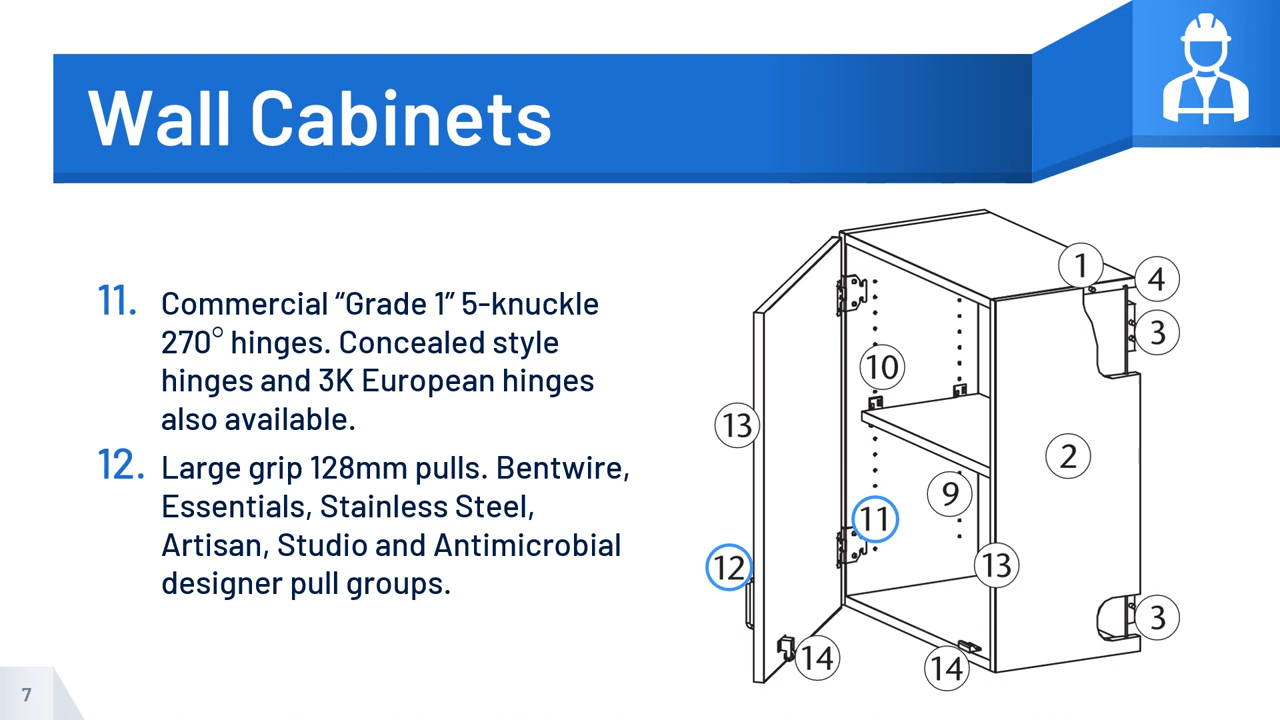 Wall Cabinets
11. Commercial “Grade 1” 5-knuckle
270° hinges. Concealed style
hinges and 3K European hinges
also available.
12. Large grip 128mm pulls. Bentwire,
Essentials, Stainless Steel,
Artisan, Studio and Antimicrobial
designer pull groups.
1
4
3
10
13
2
9
11
12
13
3
14
14
7